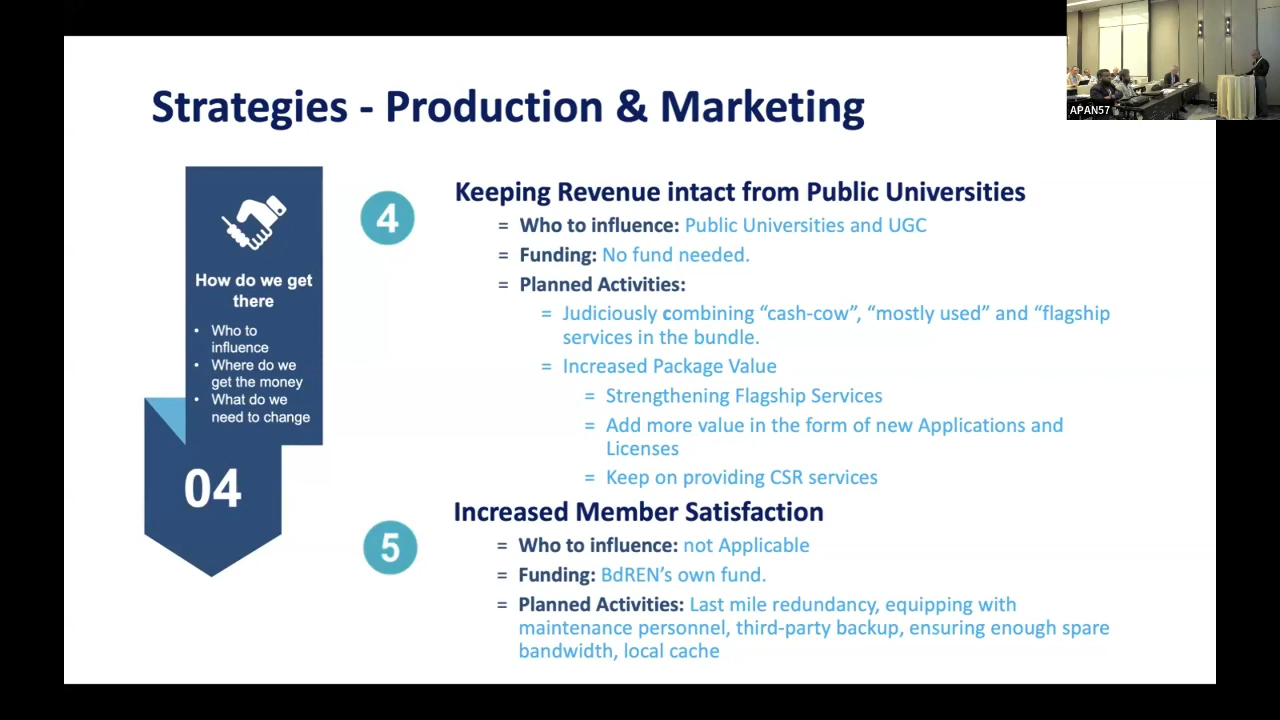 Strategies - Production & Marketing
APAN57
How do we get
there
• Who to
influence
• Where do we
get the money
• What do we
need to change
04
4
Keeping Revenue intact from Public Universities
= Who to influence: Public Universities and UGC
= Funding: No fund needed.
= Planned Activities:
= Judiciously combining “cash-cow”, “mostly used” and “flagship
services in the bundle.
= Increased Package Value
= Strengthening Flagship Services
= Add more value in the form of new Applications and
Licenses
= Keep on providing CSR services
5
Increased Member Satisfaction
= Who to influence: not Applicable
= Funding: BdREN’s own fund.
= Planned Activities: Last mile redundancy, equipping with
maintenance personnel, third-party backup, ensuring enough spare
bandwidth, local cache